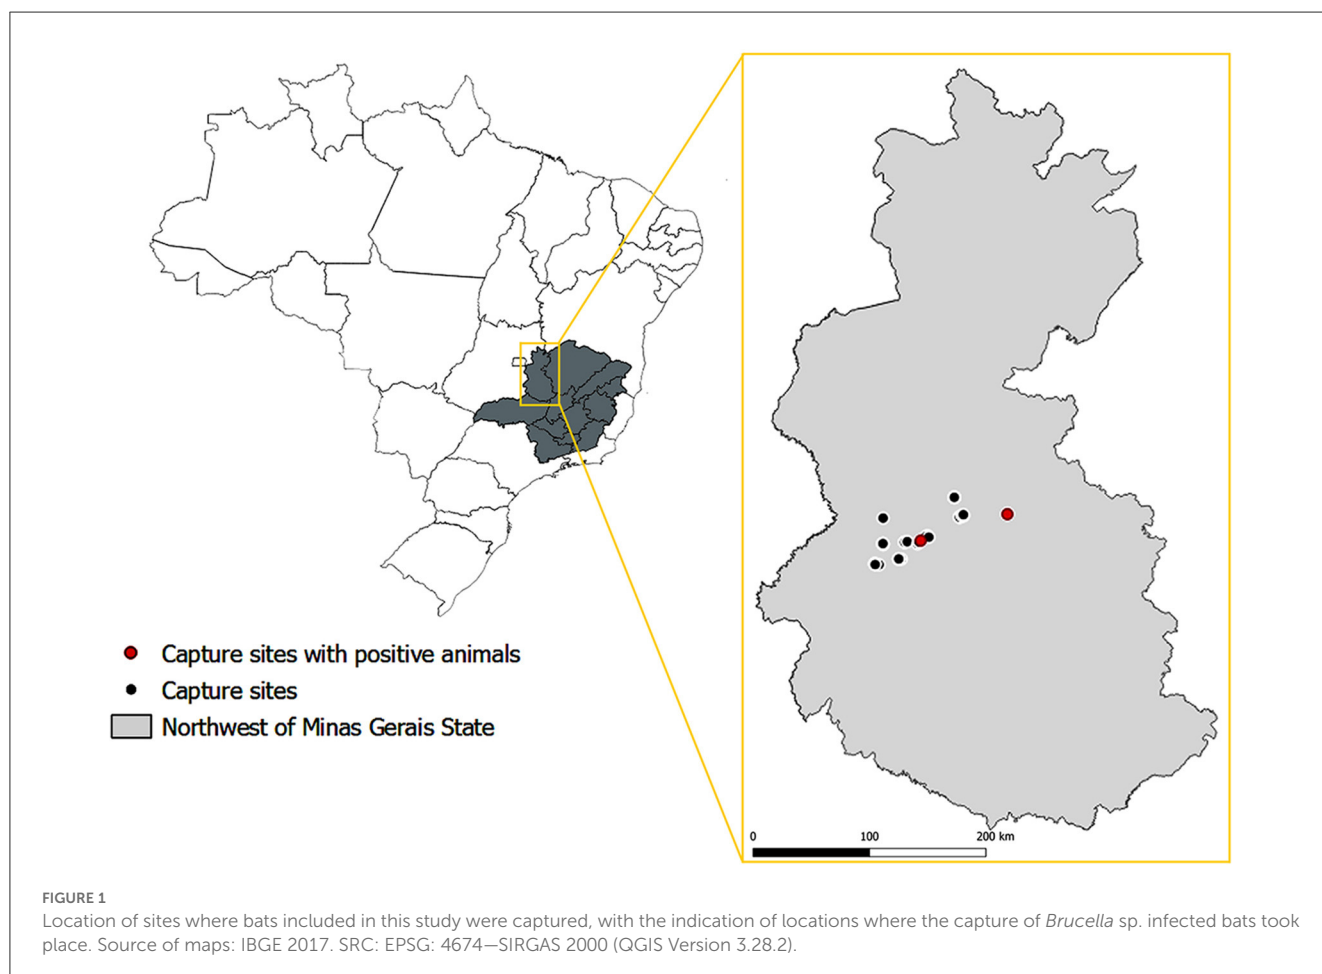 Capture sites with positive animals
Capture sites
Northwest of Minas Gerais State
0 100 200 km
FIGURE 1
Location of sites where bats included in this study were captured, with the indication of locations where the capture of Brucella sp. infected bats took
place. Source of maps: IBGE 2017. SRC: EPSG: 4674—SIRGAS 2000 (QGIS Version 3.28.2).